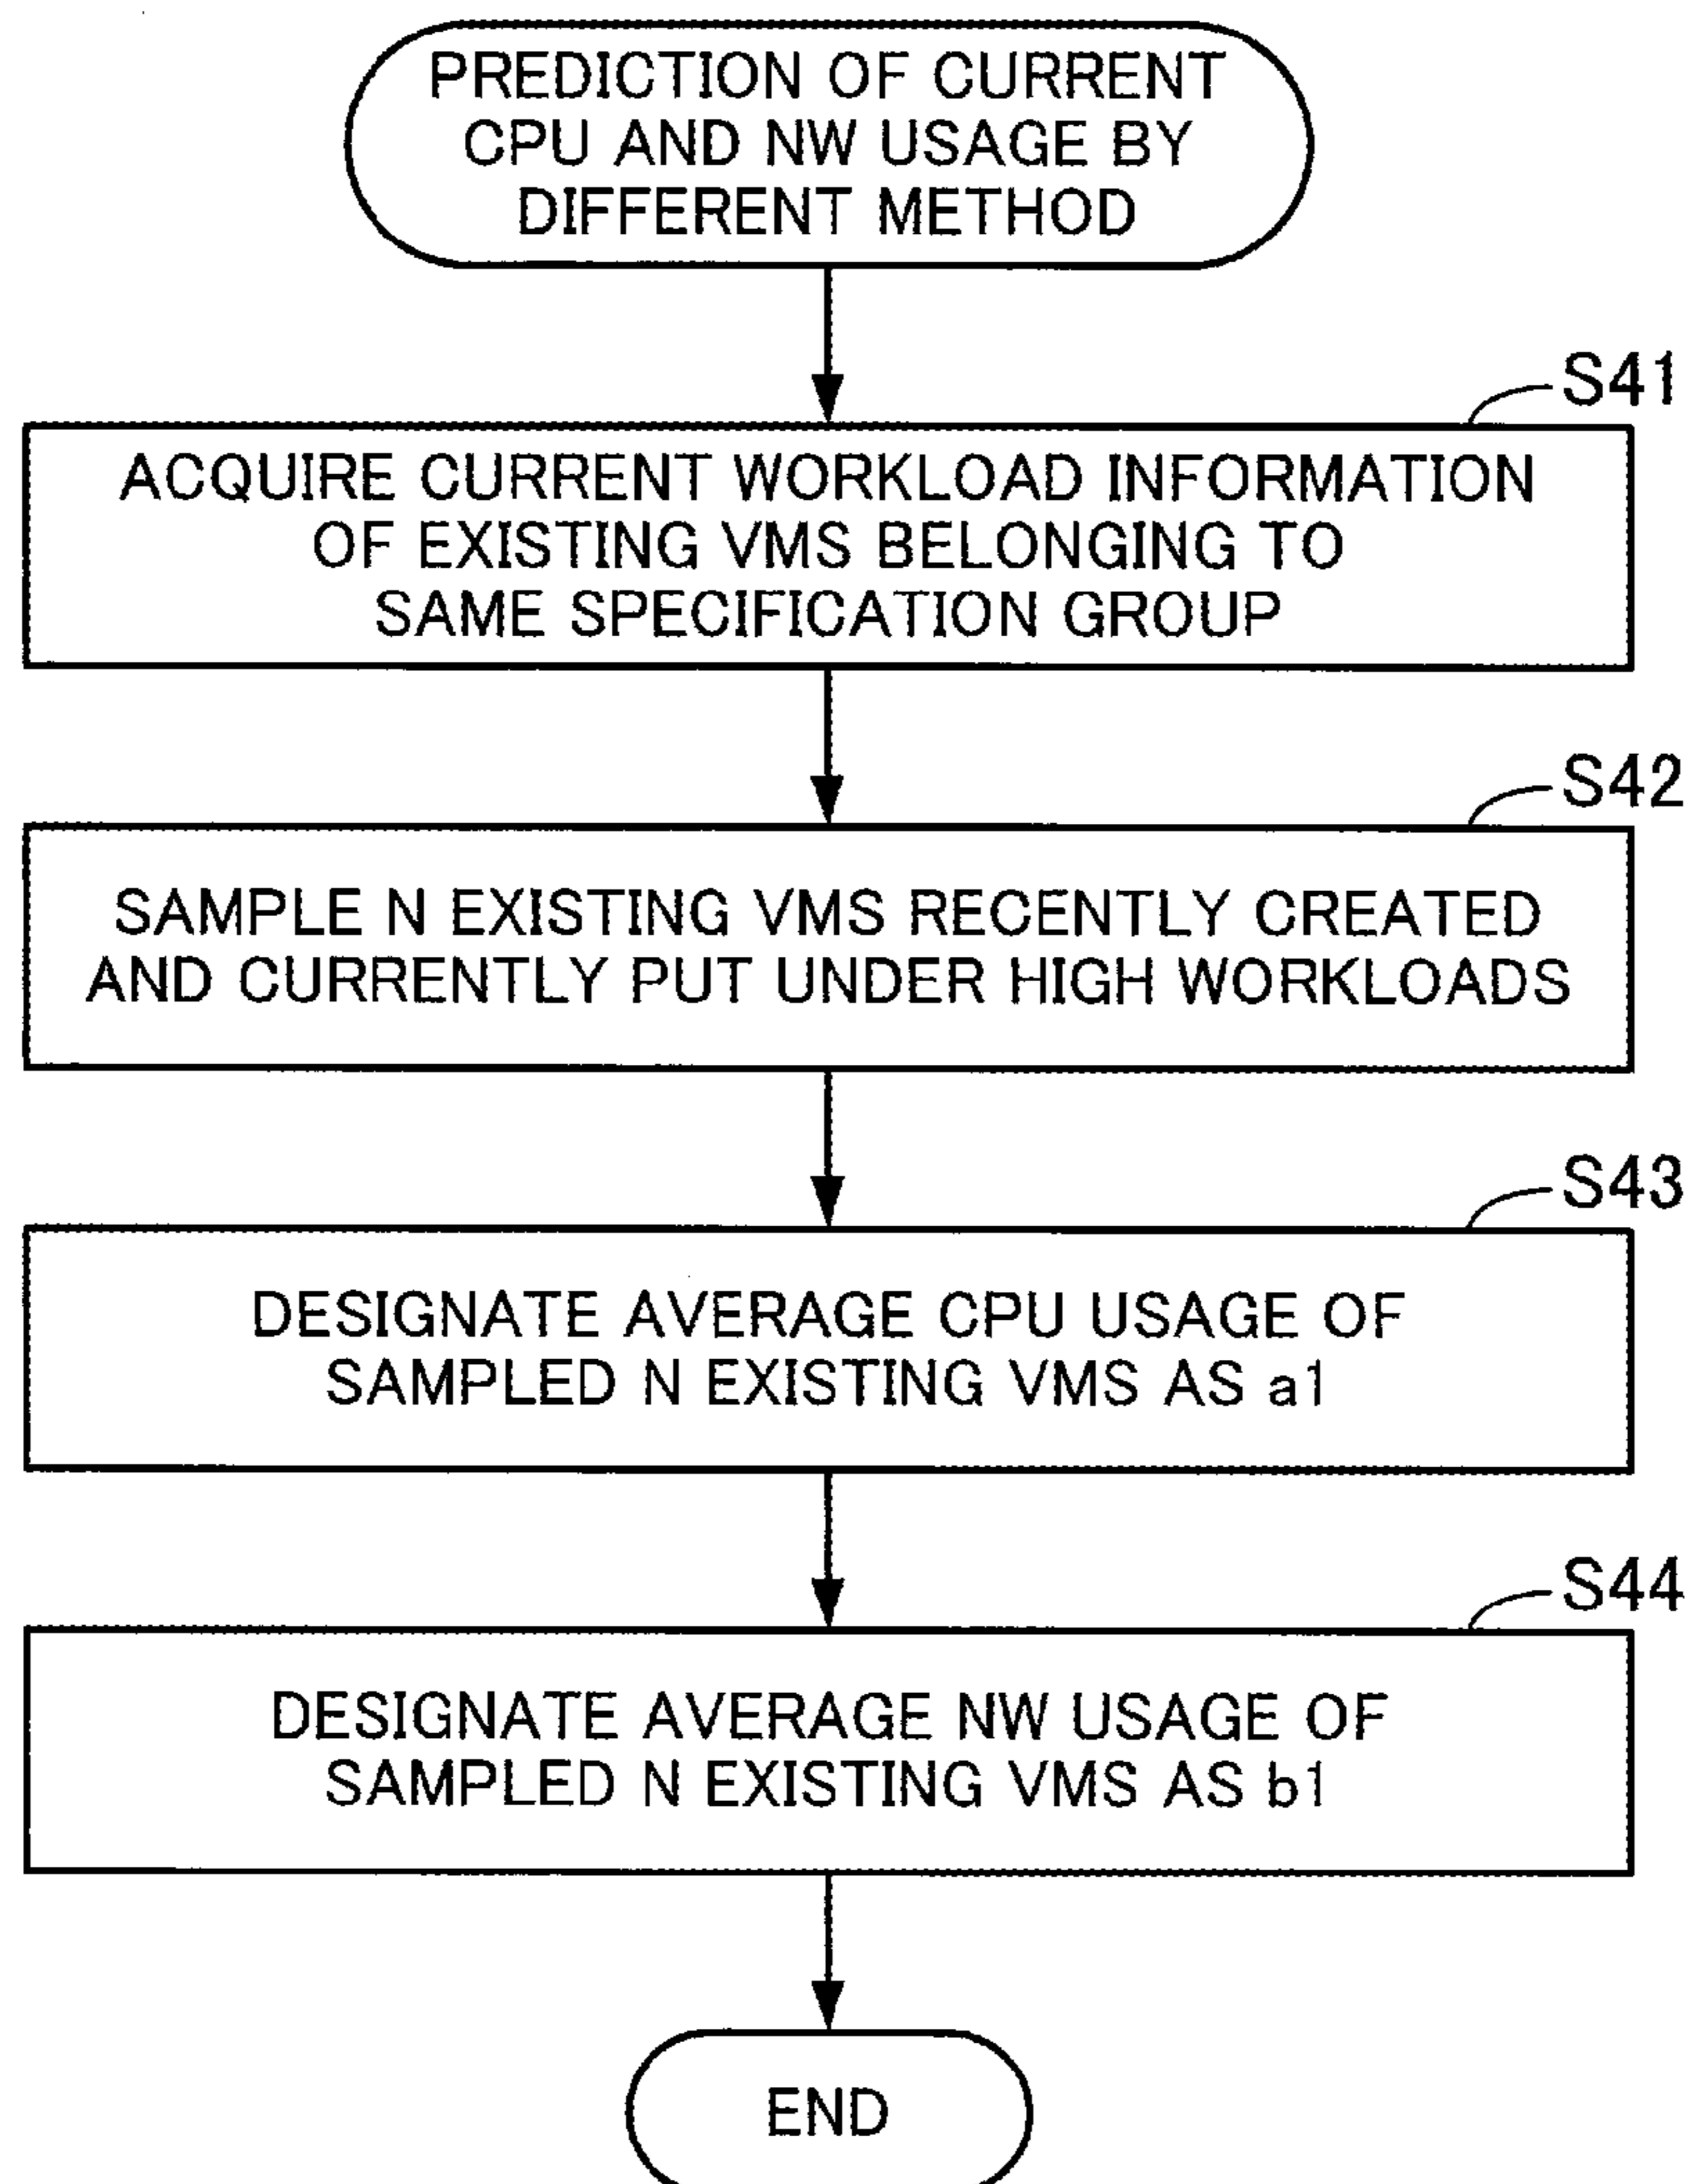 PREDICTION OF CURRENT
CPU AND NW USAGE BY
DIFFERENT METHOD
S41
ACQUIRE CURRENT WORKLOAD INFORMATION
OF EXISTING VMS BELONGING TO
SAME SPECIFICATION GROUP
S42
SAMPLE N EXISTING VMS RECENTLY CREATED
AND CURRENTLY PUT UNDER HIGH WORKLOADS
S43
DESIGNATE AVERAGE CPU USAGE OF
SAMPLED N EXISTING VMS AS a1
S44
DESIGNATE AVERAGE NW USAGE OF
SAMPLED N EXISTING VMS AS b1
END